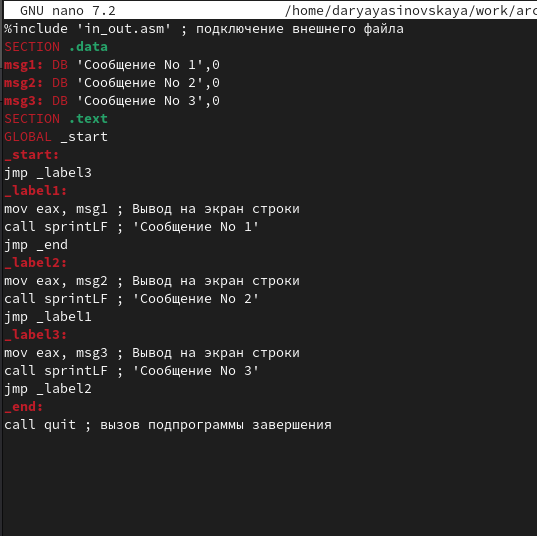 GNU nano 7.2 /home/daryayasinovskaya/work/arc
%include 'in_out.asm' ; подключение внешнего файла
SECTION .data
msg1: DB 'Сообщение No 1',0
msg2: DB 'Сообщение No 2',0
msg3: DB 'Сообщение No 3',0
SECTION .text
GLOBAL _start
_start:
jmp _label3
_label1:
mov eax, msg1 ; Вывод на экран строки
call sprintLF ; 'Сообщение No 1'
jmp _end
_label2:
mov eax, msg2 ; Вывод на экран строки
call sprintLF ; 'Сообщение No 2'
jmp _label1
_label3:
mov eax, msg3 ; Вывод на экран строки
call sprintLF ; 'Сообщение No 3'
jmp _label2
_end:
call quit ; вызов подпрограммы завершения